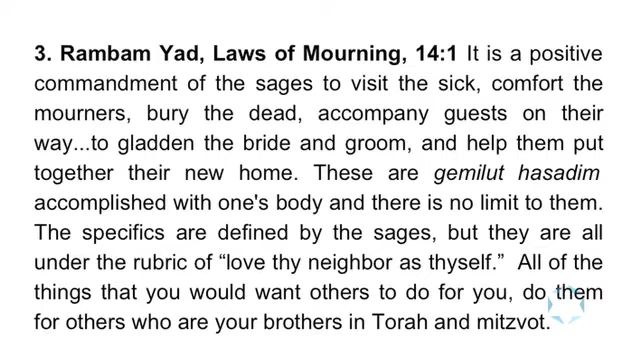 3. Rambam Yad, Laws of Mourning, 14:1 It is a positive
commandment of the sages to visit the sick, comfort the
mourners, bury the dead, accompany guests on their
way...to gladden the bride and groom, and help them put
together their new home. These are gemilut hasadim
accomplished with one's body and there is no limit to them.
The specifics are defined by the sages, but they are all
under the rubric of “love thy neighbor as thyself.” All of the
things that you would want others to do for you, do them
for others who are your brothers in Torah and mitzvot.